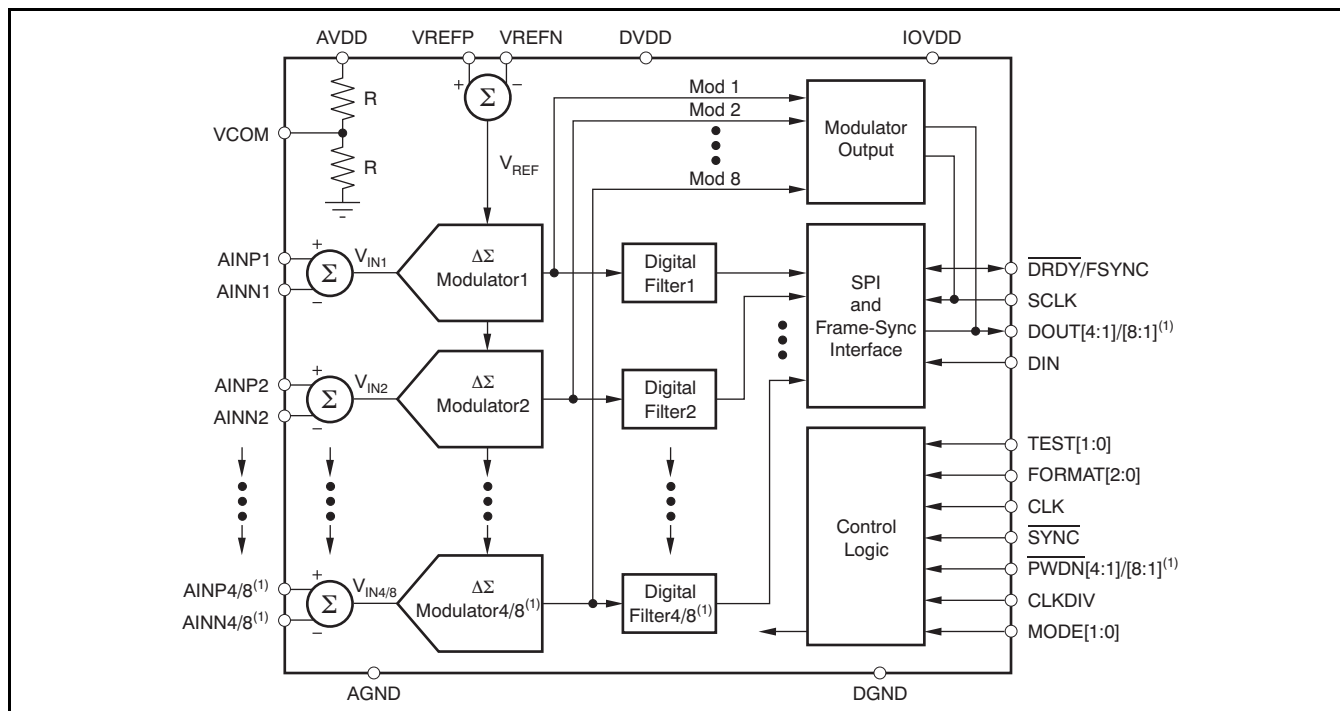 AVDD
VREFP
VREFN
DVDD
IOVDD
R
+
−
Σ
Mod 1
Mod 2
Modulator
Output
VCOM
R
V_REF
Mod 8
AINP1
+
Σ
V_IN1
ΔΣ
Modulator1
Digital
Filter1
SPI
and
Frame-Sync
Interface
DRDY/FSYNC
AINN1
−
SCLK
DOUT[4:1]/[8:1]^(1)
DIN
AINP2
+
Σ
V_IN2
ΔΣ
Modulator2
Digital
Filter2
AINN2
−
TEST[1:0]
FORMAT[2:0]
CLK
Control
Logic
SYNC
PWDN[4:1]/[8:1]^(1)
AINP4/8^(1)
+
Σ
V_IN4/8
ΔΣ
Modulator4/8^(1)
Digital
Filter4/8^(1)
CLKDIV
AINN4/8^(1)
−
MODE[1:0]
AGND
DGND